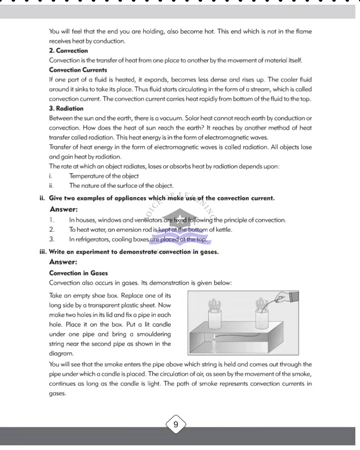 You will feel that the end you are holding, also become hot. This end which is not in the flame
receives heat by conduction.
2. Convection
Convection is the transfer of heat from one place to another by the movement of material itself.
Convection Currents
If one part of a fluid is heated, it expands, becomes less dense and rises up. The cooler fluid
around it sinks to take its place. Thus fluid starts circulating in the form of a stream, which is called
convection current. The convection current carries heat rapidly from bottom of the fluid to the top.
3. Radiation
Between the sun and the earth, there is a vacuum. Solar heat cannot reach earth by conduction or
convection. How does the heat of sun reach the earth? It reaches by another method of heat
transfer called radiation. This heat energy is in the form of electromagnetic waves.
Transfer of heat energy in the form of electromagnetic waves is called radiation. All objects lose
and gain heat by radiation.
The rate at which an object radiates, loses or absorbs heat by radiation depends upon:
i. Temperature of the object
ii. The nature of the surface of the object.
ii. Give two examples of appliances which make use of the convection current.
Answer:
1. In houses, windows and ventilators are fixed following the principle of convection.
2. To heat water, an emersion rod is kept at the bottom of kettle.
3. In refrigerators, cooling boxes are placed at the top.
iii. Write an experiment to demonstrate convection in gases.
Answer:
Convection in Gases
Convection also occurs in gases. Its demonstration is given below:
Take an empty shoe box. Replace one of its
long side by a transparent plastic sheet. Now
make two holes in its lid and fix a pipe in each
hole. Place it on the box. Put a lit candle
under one pipe and bring a smouldering
string near the second pipe as shown in the
diagram.
You will see that the smoke enters the pipe above which string is held and comes out through the
pipe under which a candle is placed. The circulation of air, as seen by the movement of the smoke,
continues as long as the candle is light. The path of smoke represents convection currents in
gases.
9